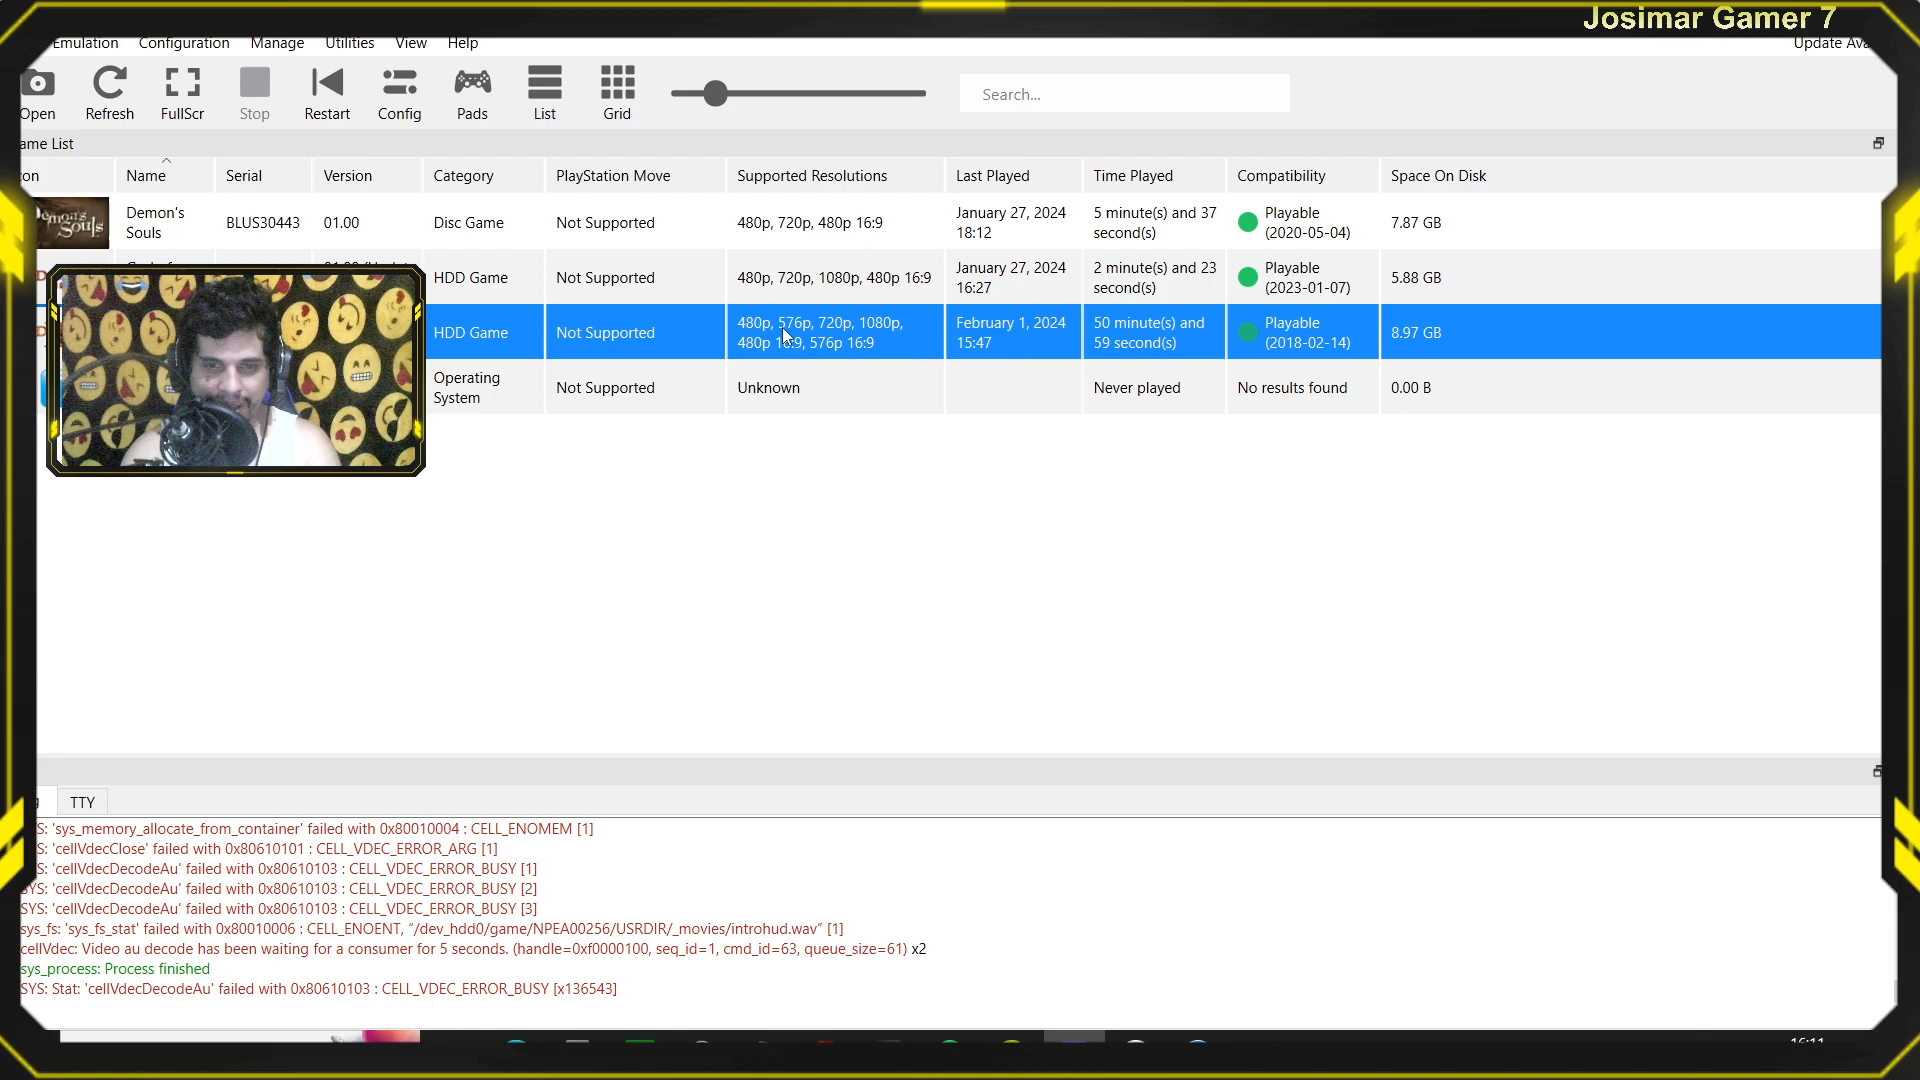 Josimar Gamer 7
Emulation Configuration Manage Utilities View Help
Open Refresh FullScr Stop Restart Config Pads List Grid
Search...
ame List
Name Serial Version Category PlayStation Move Supported Resolutions Last Played Time Played Compatibility Space On Disk
Demon's Souls BLUS30443 01.00 Disc Game Not Supported 480p, 720p, 480p 16:9 January 27, 2024 18:12 5 minute(s) and 37 second(s) Playable (2020-05-04) 7.87 GB
HDD Game Not Supported 480p, 720p, 1080p, 480p 16:9 January 27, 2024 16:27 2 minute(s) and 23 second(s) Playable (2023-01-07) 5.88 GB
HDD Game Not Supported 480p, 576p, 720p, 1080p, 480p 16:9, 576p 16:9 February 1, 2024 15:47 50 minute(s) and 59 second(s) Playable (2018-02-14) 8.97 GB
Operating System Not Supported Unknown Never played No results found 0.00 B
TTY
S: 'sys_memory_allocate_from_container' failed with 0x80010004 : CELL_ENOMEM [1]
S: 'cellVdecClose' failed with 0x80610101 : CELL_VDEC_ERROR_ARG [1]
S: 'cellVdecDecodeAu' failed with 0x80610103 : CELL_VDEC_ERROR_BUSY [1]
SYS: 'cellVdecDecodeAu' failed with 0x80610103 : CELL_VDEC_ERROR_BUSY [2]
SYS: 'cellVdecDecodeAu' failed with 0x80610103 : CELL_VDEC_ERROR_BUSY [3]
sys_fs: 'sys_fs_stat' failed with 0x80010006 : CELL_ENOENT, “/dev_hdd0/game/NPEA00256/USRDIR/_movies/introhud.wav” [1]
cellVdec: Video au decode has been waiting for a consumer for 5 seconds. (handle=0xf0000100, seq_id=1, cmd_id=63, queue_size=61) x2
sys_process: Process finished
SYS: Stat: 'cellVdecDecodeAu' failed with 0x80610103 : CELL_VDEC_ERROR_BUSY [x136543]